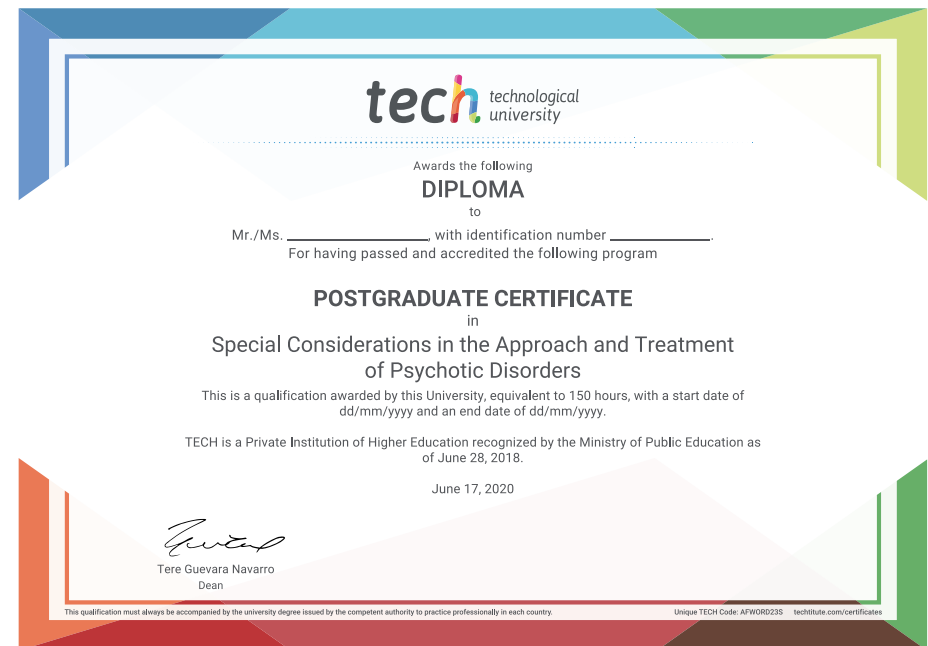 tech technological
university
Awards the following
DIPLOMA
to
Mr./Ms. ____________________, with identification number ______________.
For having passed and accredited the following program
POSTGRADUATE CERTIFICATE
in
Special Considerations in the Approach and Treatment
of Psychotic Disorders
This is a qualification awarded by this University, equivalent to 150 hours, with a start date of
dd/mm/yyyy and an end date of dd/mm/yyyy.
TECH is a Private Institution of Higher Education recognized by the Ministry of Public Education as
of June 28, 2018.
June 17, 2020
Tere Guevara Navarro
Dean
This qualification must always be accompanied by the university degree issued by the competent authority to practice professionally in each country.
Unique TECH Code: AFWORD23S techtitute.com/certificates